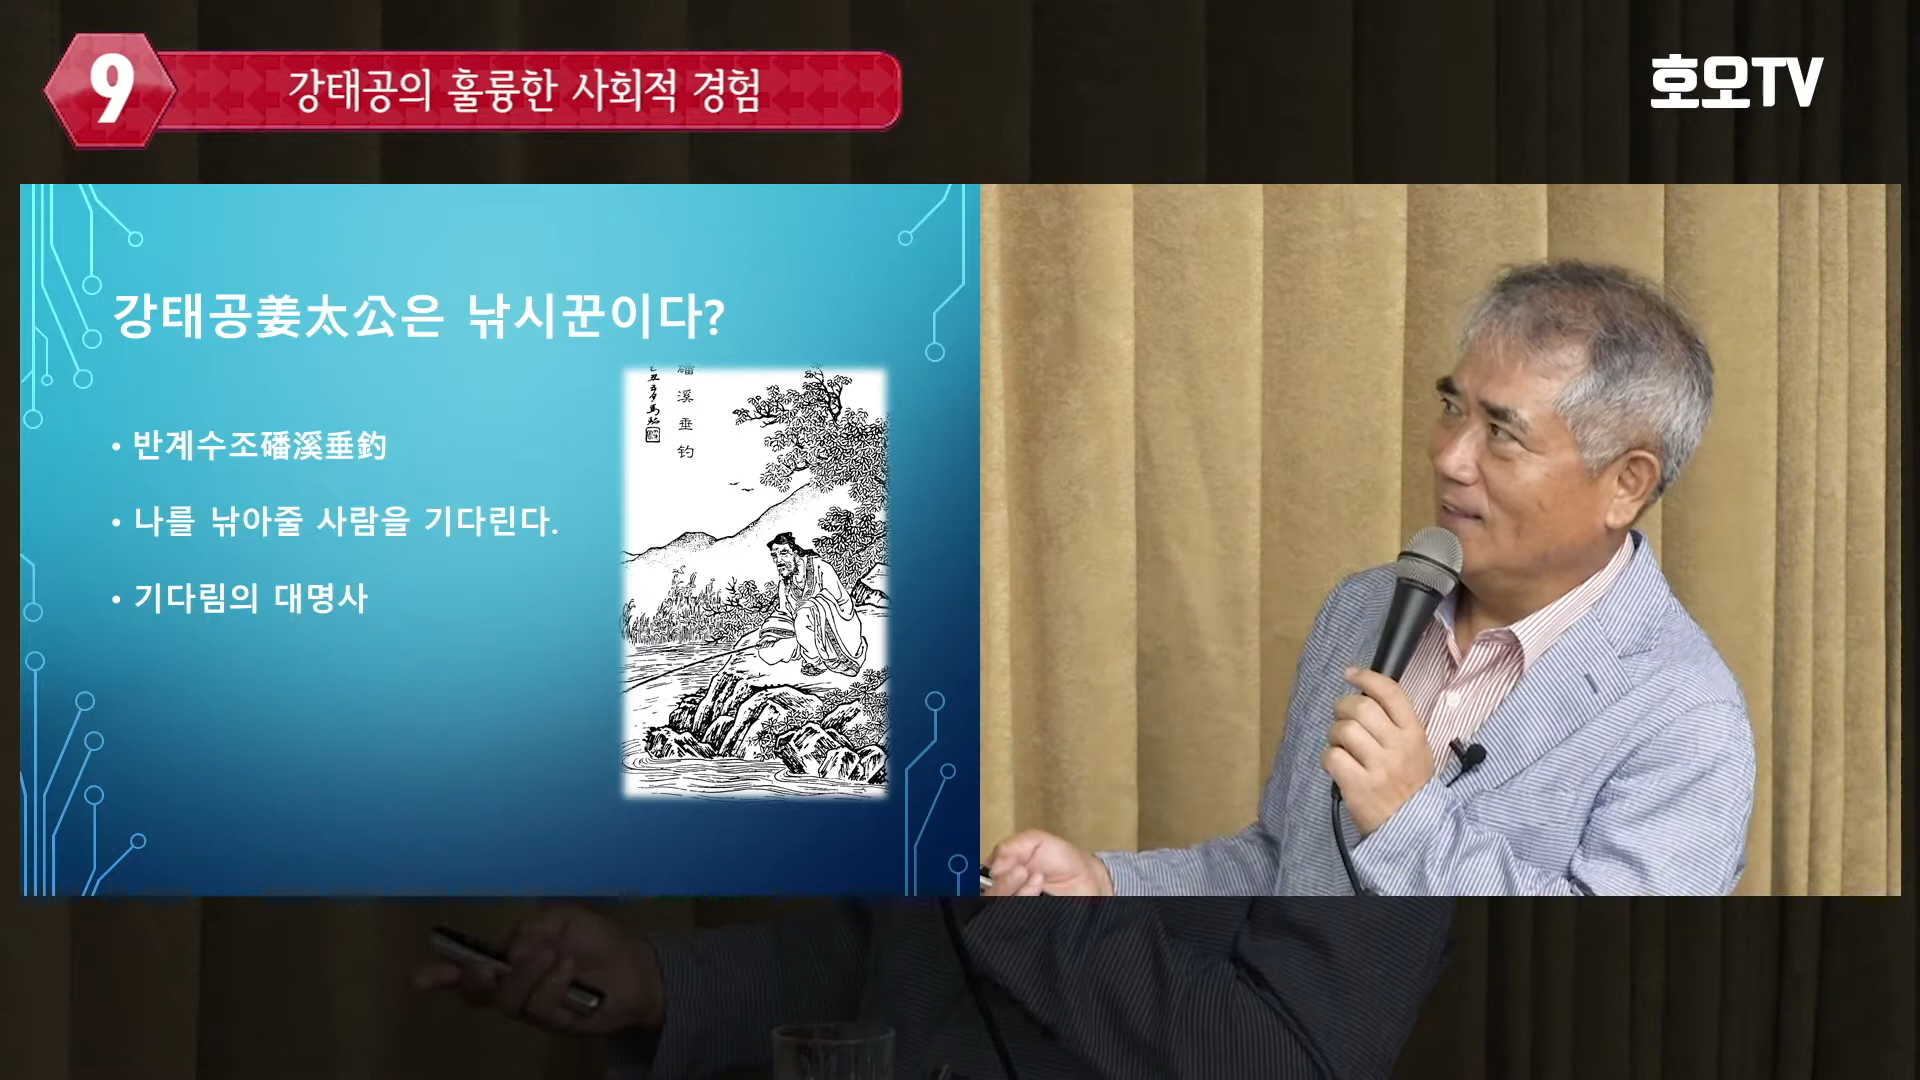 9
강태공의 훌륭한 사회적 경험
호오TV
강태공姜太公은 낚시꾼이다?
• 반계수조磻溪垂釣
• 나를 낚아줄 사람을 기다린다.
• 기다림의 대명사
磻溪垂钓